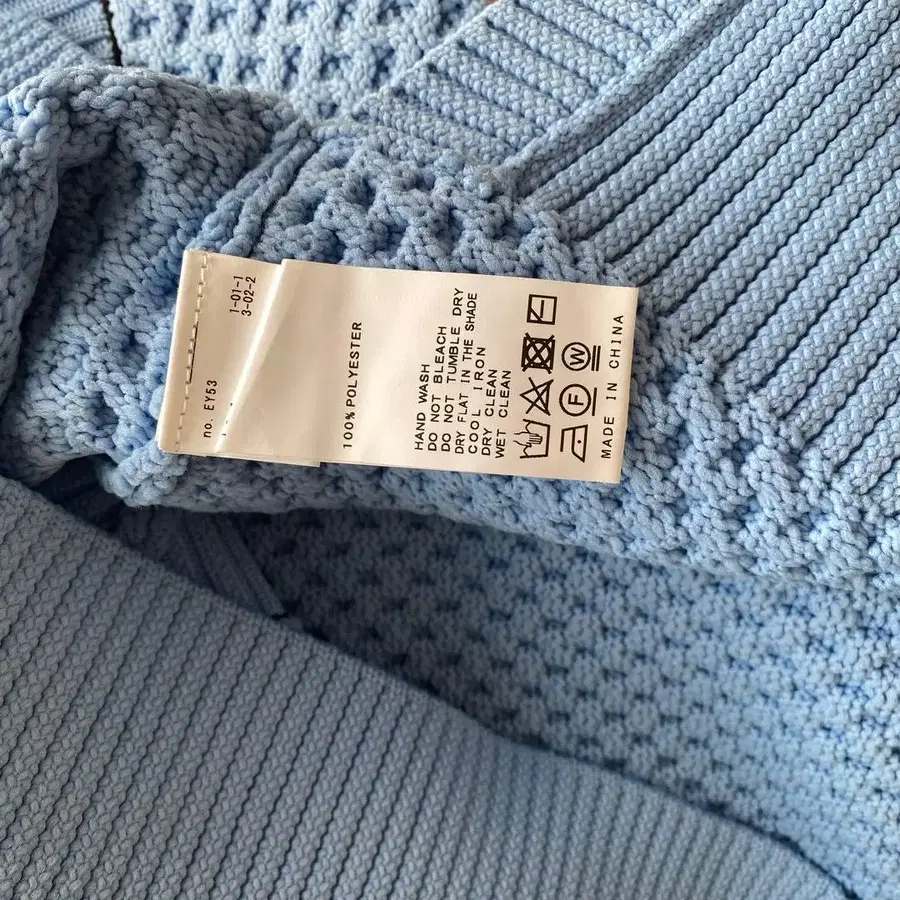 no. EY53
1-01-1
3-02-2
100% POLYESTER
HAND WASH
DO NOT BLEACH
DO NOT TUMBLE DRY
DRY FLAT IN THE SHADE
COOL IRON
DRY CLEAN
WET CLEAN
F
W
MADE IN CHINA